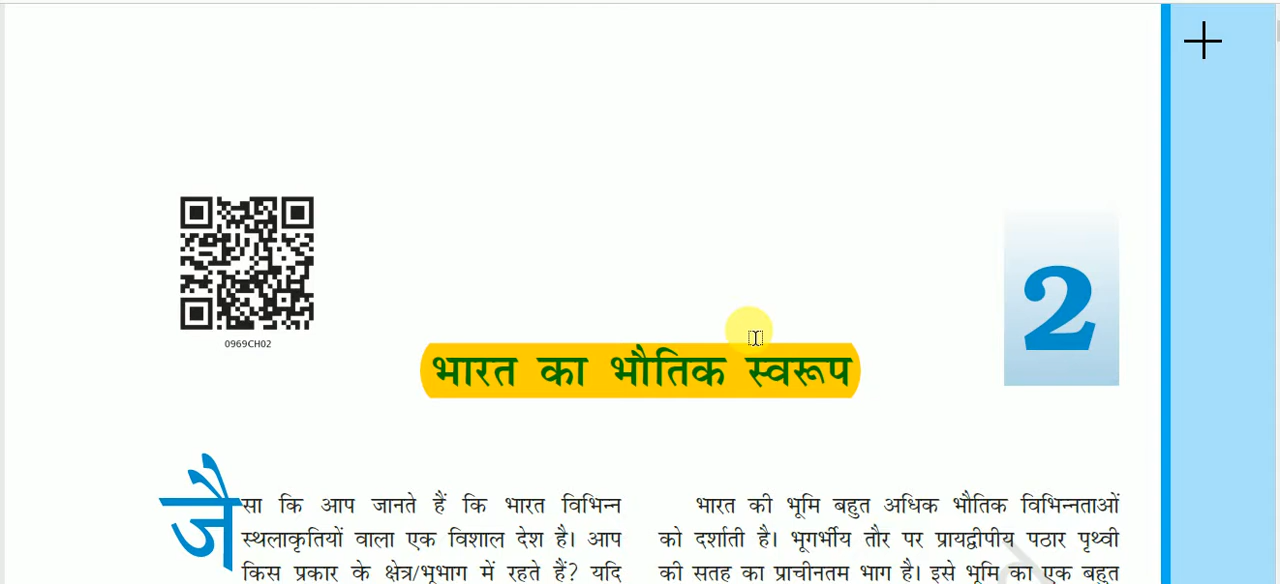 0969CH02
2
भारत का भौतिक स्वरूप
जैसा कि आप जानते हैं कि भारत विभिन्न
स्थलाकृतियों वाला एक विशाल देश है। आप
किस प्रकार के क्षेत्र/भूभाग में रहते हैं? यदि
भारत की भूमि बहुत अधिक भौतिक विभिन्नताओं
को दर्शाती है। भूगर्भीय तौर पर प्रायद्वीपीय पठार पृथ्वी
की सतह का प्राचीनतम भाग है। इसे भूमि का एक बहुत